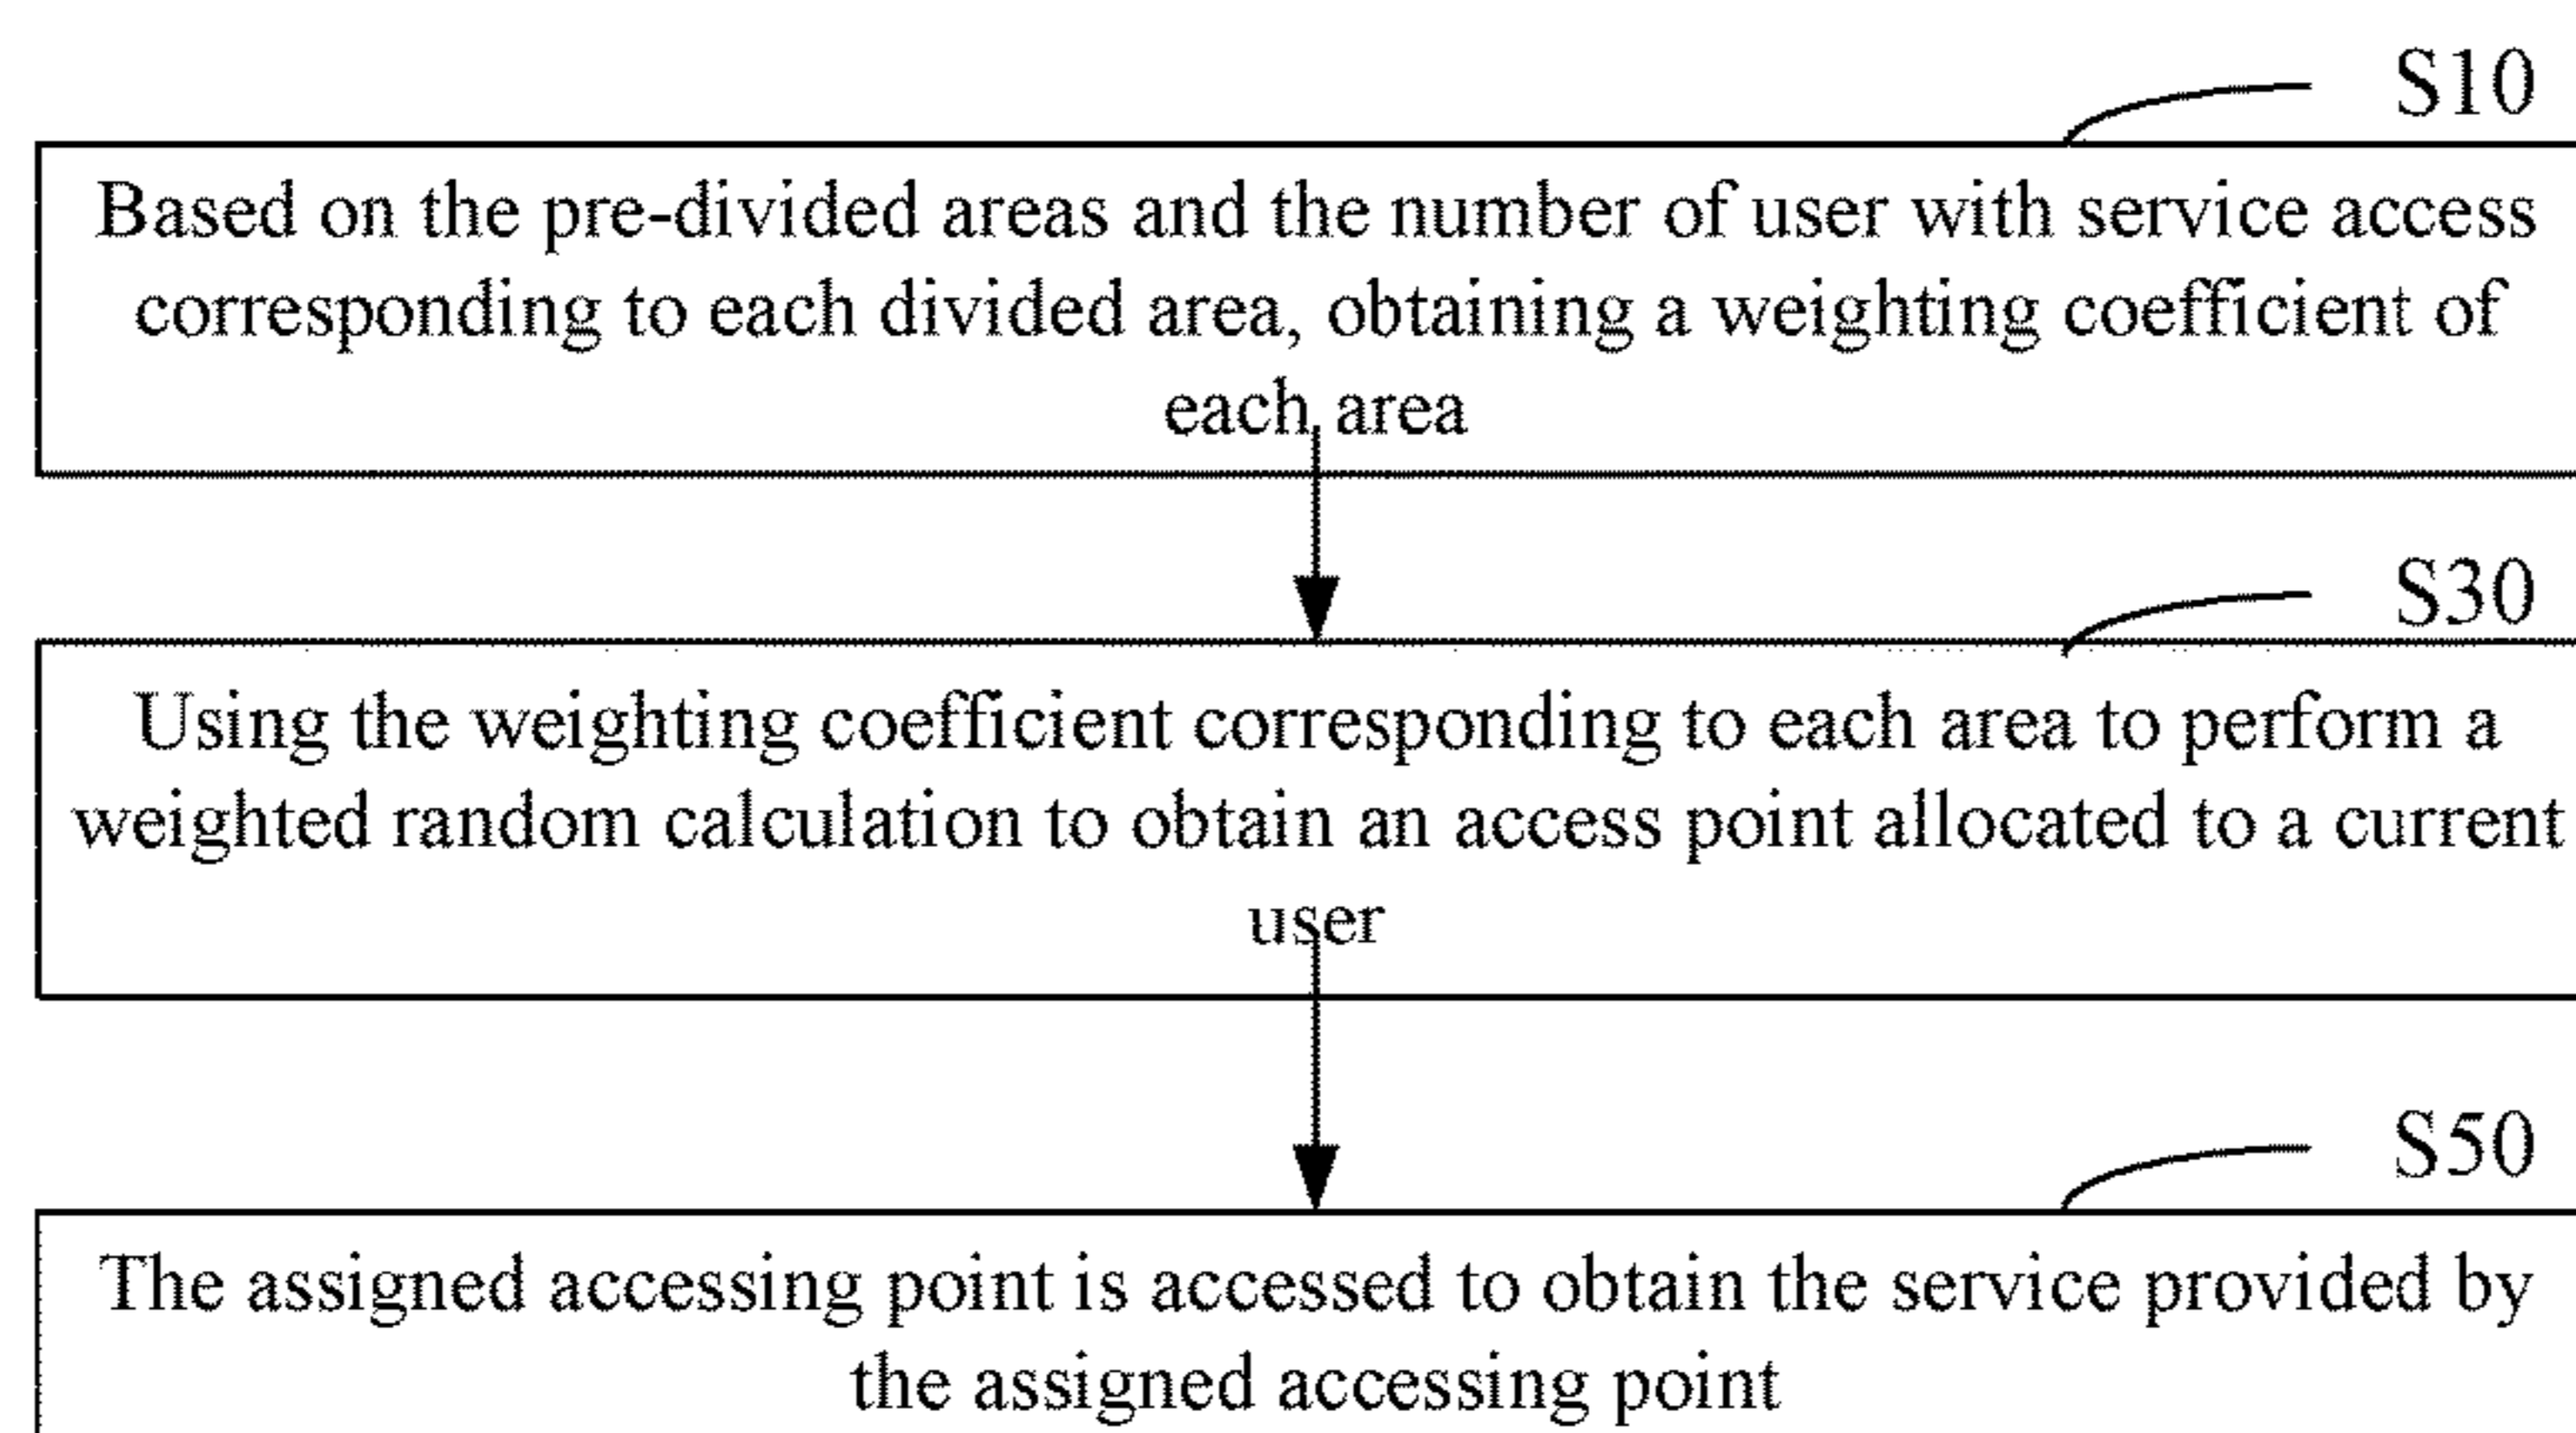 S10
Based on the pre-divided areas and the number of user with service access
corresponding to each divided area, obtaining a weighting coefficient of
each area
S30
Using the weighting coefficient corresponding to each area to perform a
weighted random calculation to obtain an access point allocated to a current
user
S50
The assigned accessing point is accessed to obtain the service provided by
the assigned accessing point